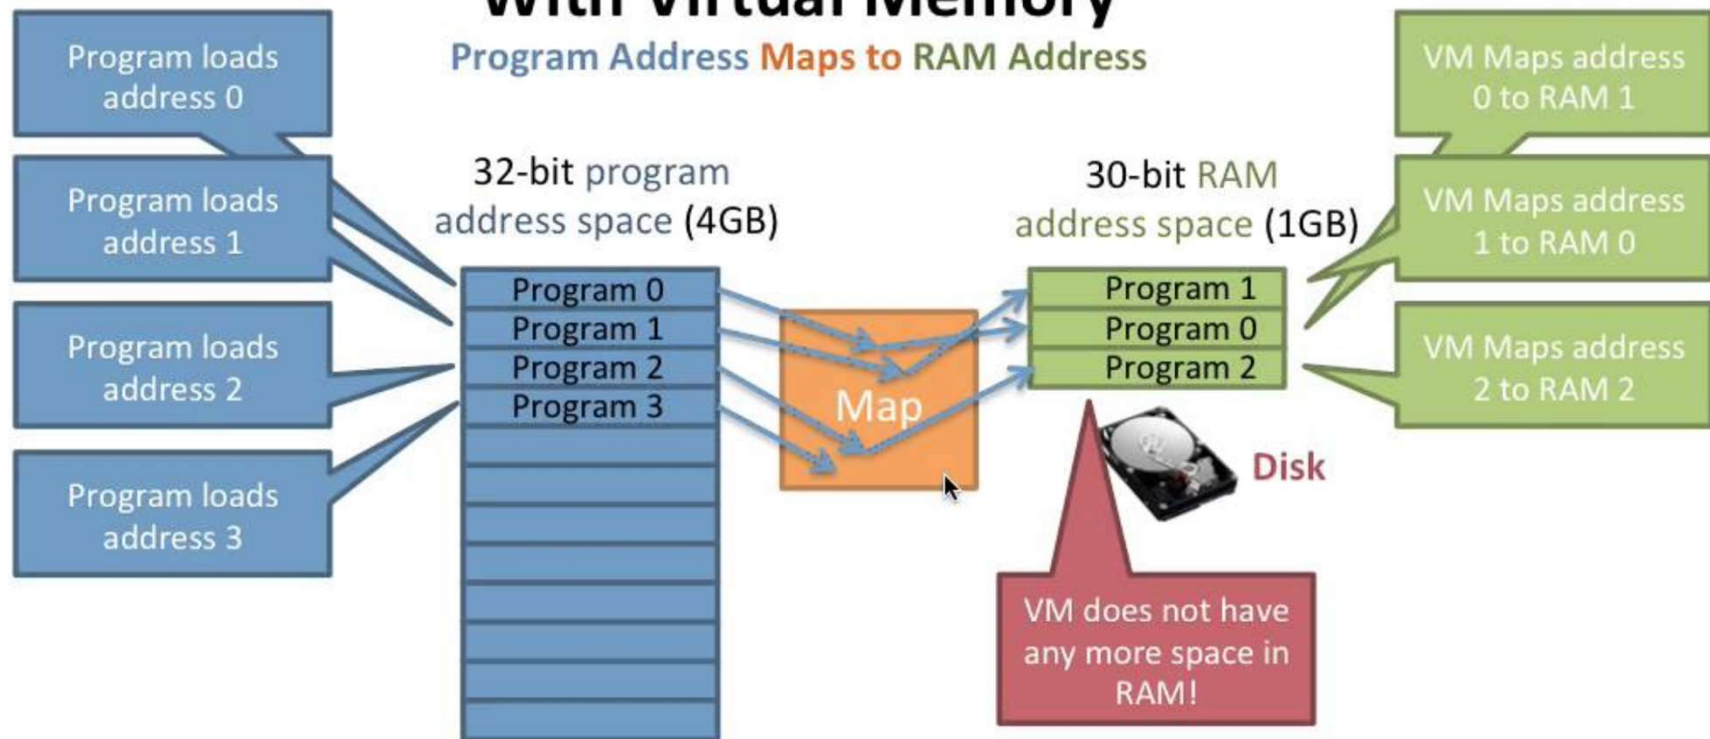 With Virtual Memory
Program Address Maps to RAM Address
Program loads
address 0
Program loads
address 1
Program loads
address 2
Program loads
address 3
32-bit program
address space (4GB)
Program 0
Program 1
Program 2
Program 3
Map
30-bit RAM
address space (1GB)
Program 1
Program 0
Program 2
Disk
VM does not have
any more space in
RAM!
VM Maps address
0 to RAM 1
VM Maps address
1 to RAM 0
VM Maps address
2 to RAM 2